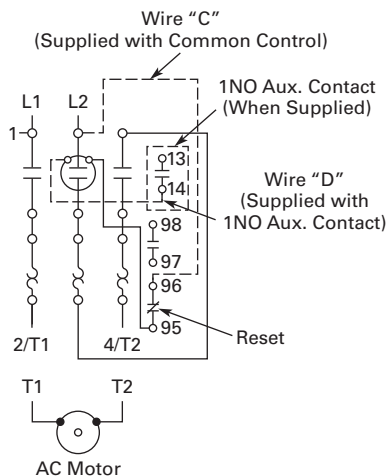 Wire “C”
(Supplied with Common Control)
L1
L2
1NO Aux. Contact
(When Supplied)
1
13
14
Wire “D”
(Supplied with
1NO Aux. Contact)
98
97
96
95
Reset
2/T1
4/T2
T1
T2
AC Motor